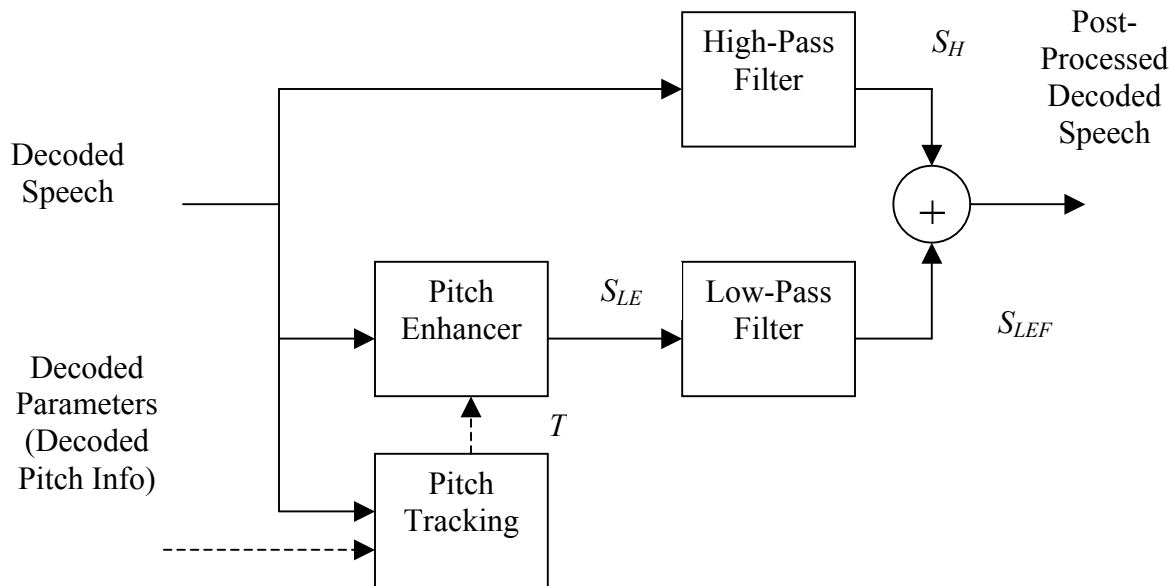 High-Pass
Filter
S_H
Post-
Processed
Decoded
Speech
Decoded
Speech
+
Pitch
Enhancer
S_LE
Low-Pass
Filter
S_LEF
Decoded
Parameters
(Decoded
Pitch Info)
T
Pitch
Tracking